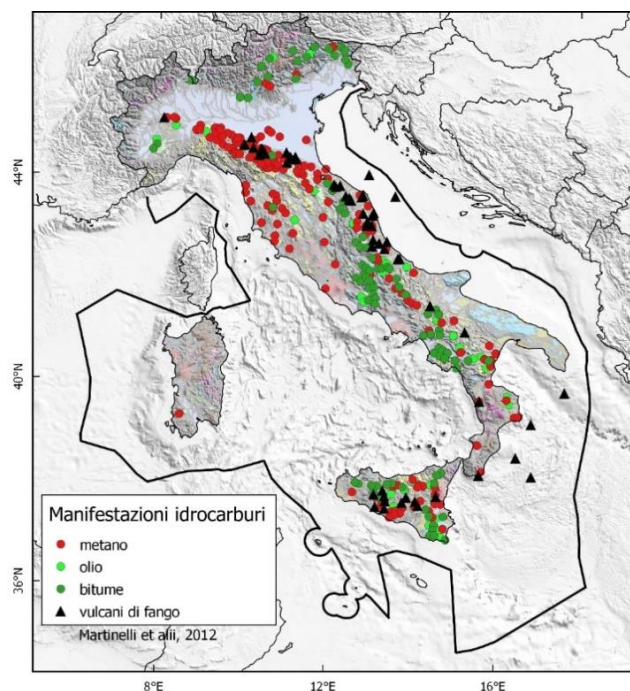 44°N
40°N
36°N
Manifestazioni idrocarburi
metano
olio
bitume
vulcani di fango
Martinelli et alii, 2012
8°E
12°E
16°E